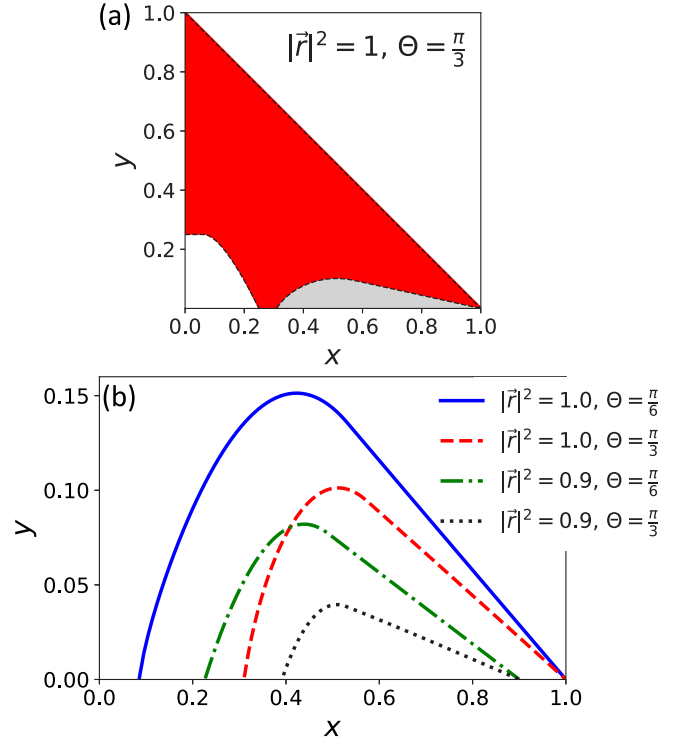 (a)
|r⃗|² = 1, Θ = π/3
y
1.0
0.8
0.6
0.4
0.2
0.0 0.2 0.4 0.6 0.8 1.0
x
(b)
|r⃗|² = 1.0, Θ = π/6
|r⃗|² = 1.0, Θ = π/3
|r⃗|² = 0.9, Θ = π/6
|r⃗|² = 0.9, Θ = π/3
y
0.15
0.10
0.05
0.00
0.0 0.2 0.4 0.6 0.8 1.0
x